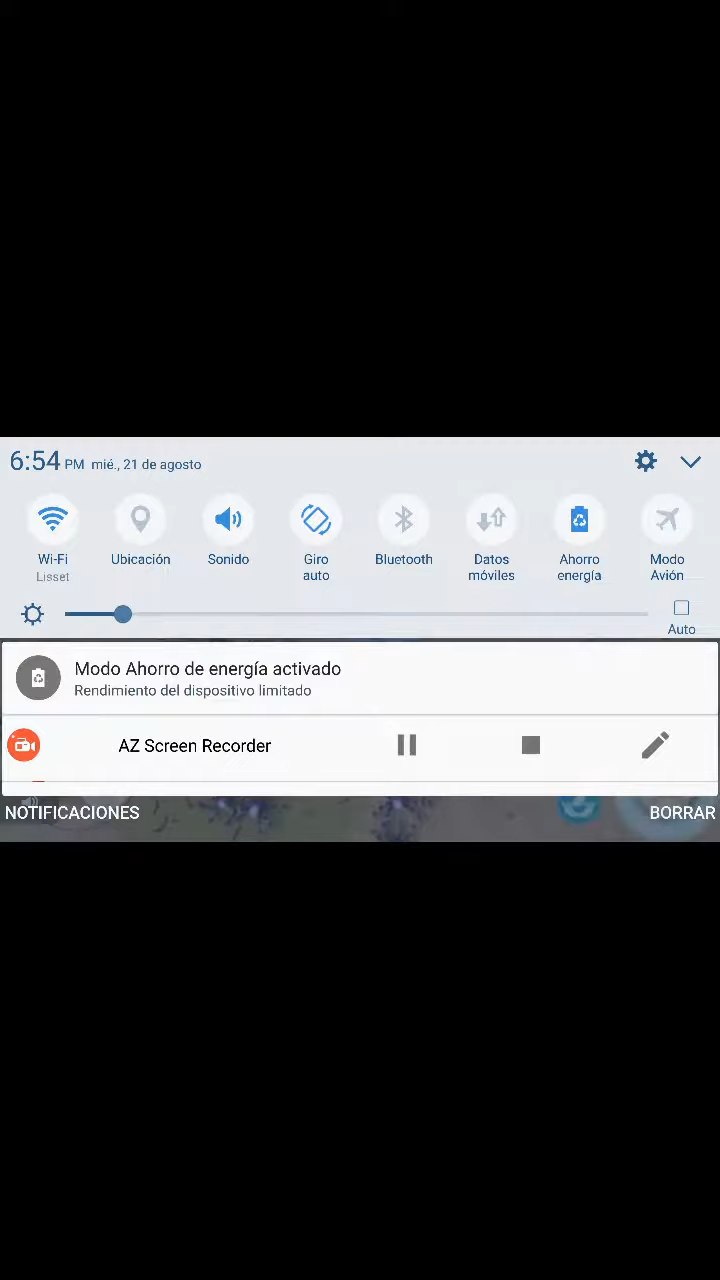 6:54 PM mié., 21 de agosto
Wi-Fi
Lisset
Ubicación
Sonido
Giro
auto
Bluetooth
Datos
móviles
Ahorro
energía
Modo
Avión
Auto
Modo Ahorro de energía activado
Rendimiento del dispositivo limitado
AZ Screen Recorder
NOTIFICACIONES
BORRAR